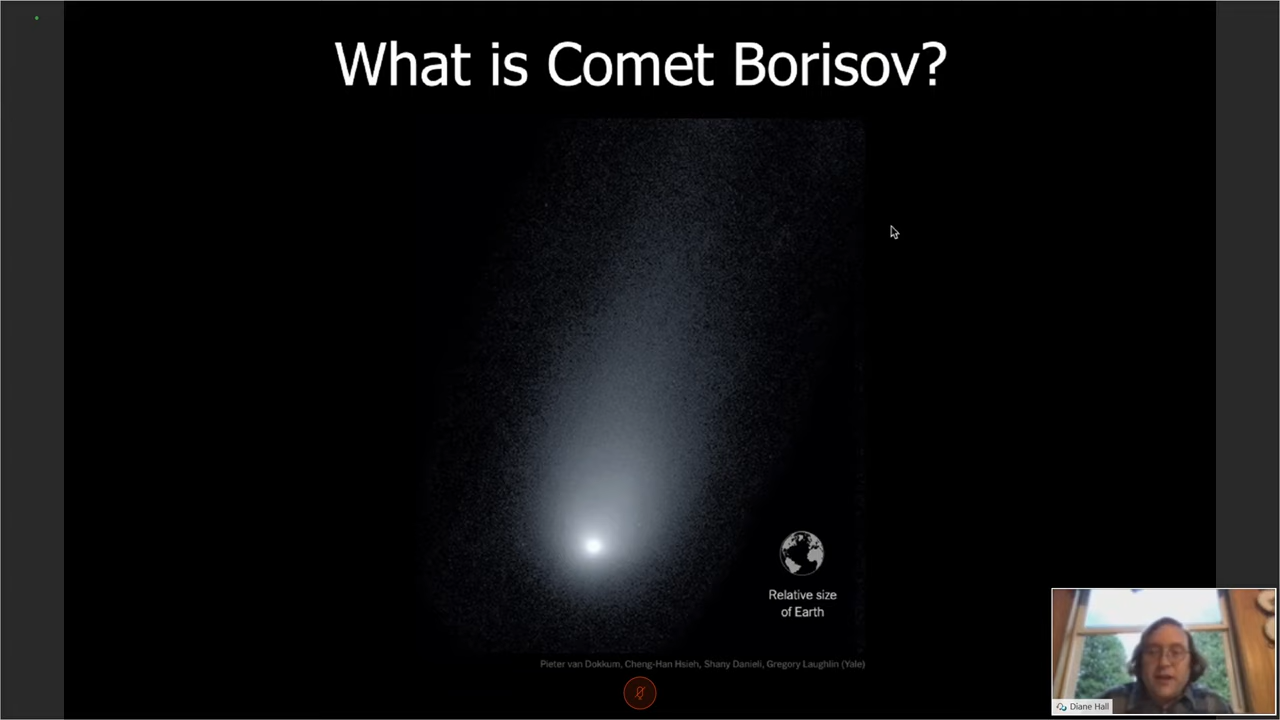 What is Comet Borisov?
Relative size
of Earth
Pieter van Dokkum, Cheng-Han Hsieh, Shany Danieli, Gregory Laughlin (Yale)
Diane Hall